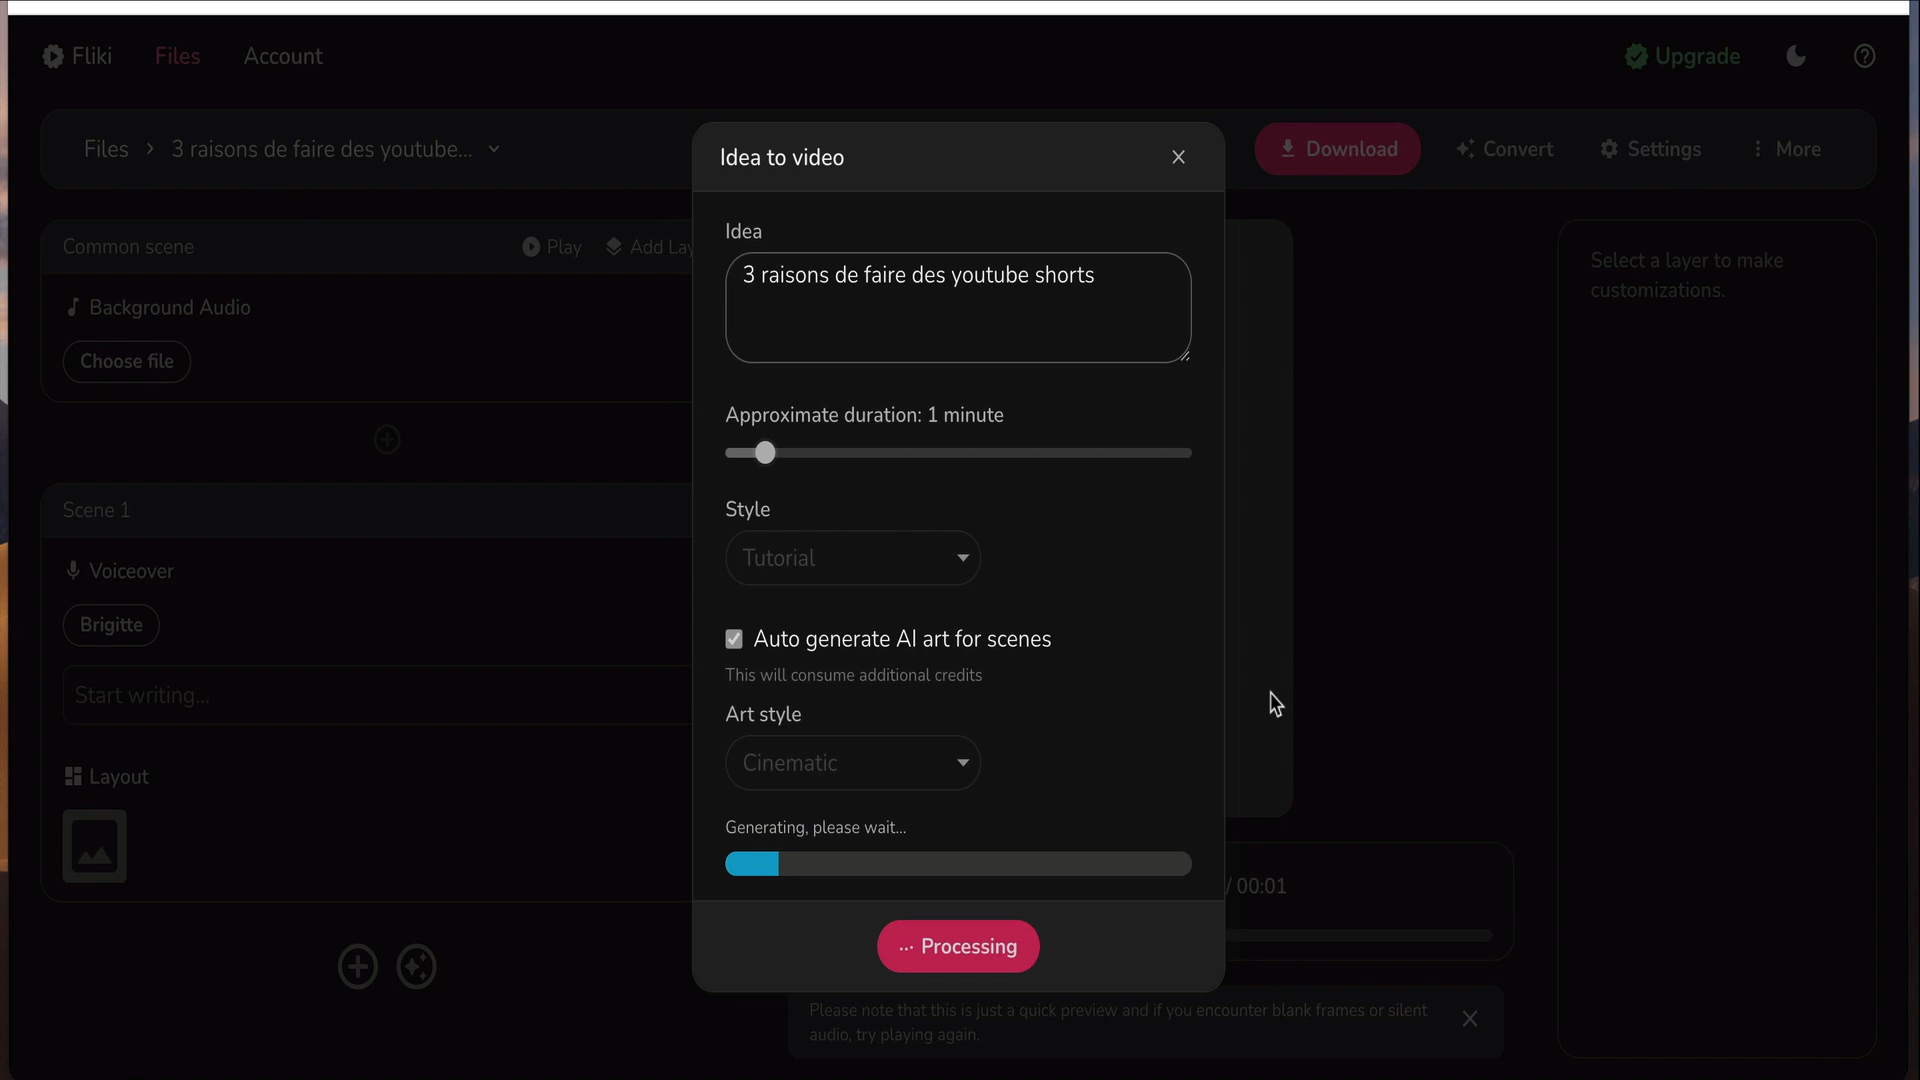 Fliki
Files
Account
Upgrade
Files
3 raisons de faire des youtube...
Download
Convert
Settings
More
Common scene
Play
Add Lay
Background Audio
Choose file
Scene 1
Voiceover
Brigitte
Start writing...
Layout
Idea to video
Idea
3 raisons de faire des youtube shorts
Approximate duration: 1 minute
Style
Tutorial
Auto generate AI art for scenes
This will consume additional credits
Art style
Cinematic
Generating, please wait...
Processing
Select a layer to make
customizations.
/ 00:01
Please note that this is just a quick preview and if you encounter blank frames or silent
audio, try playing again.